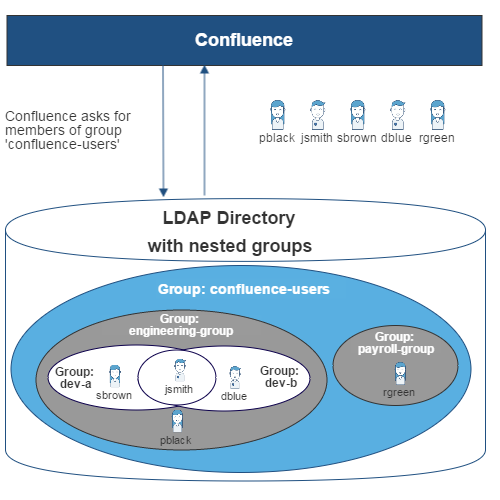 Confluence
Confluence asks for
members of group
'confluence-users'
pblack jsmith sbrown dblue rgreen
LDAP Directory
with nested groups
Group: confluence-users
Group:
engineering-group
Group:
payroll-group
Group:
dev-a
sbrown
jsmith
dblue
Group:
dev-b
rgreen
pblack